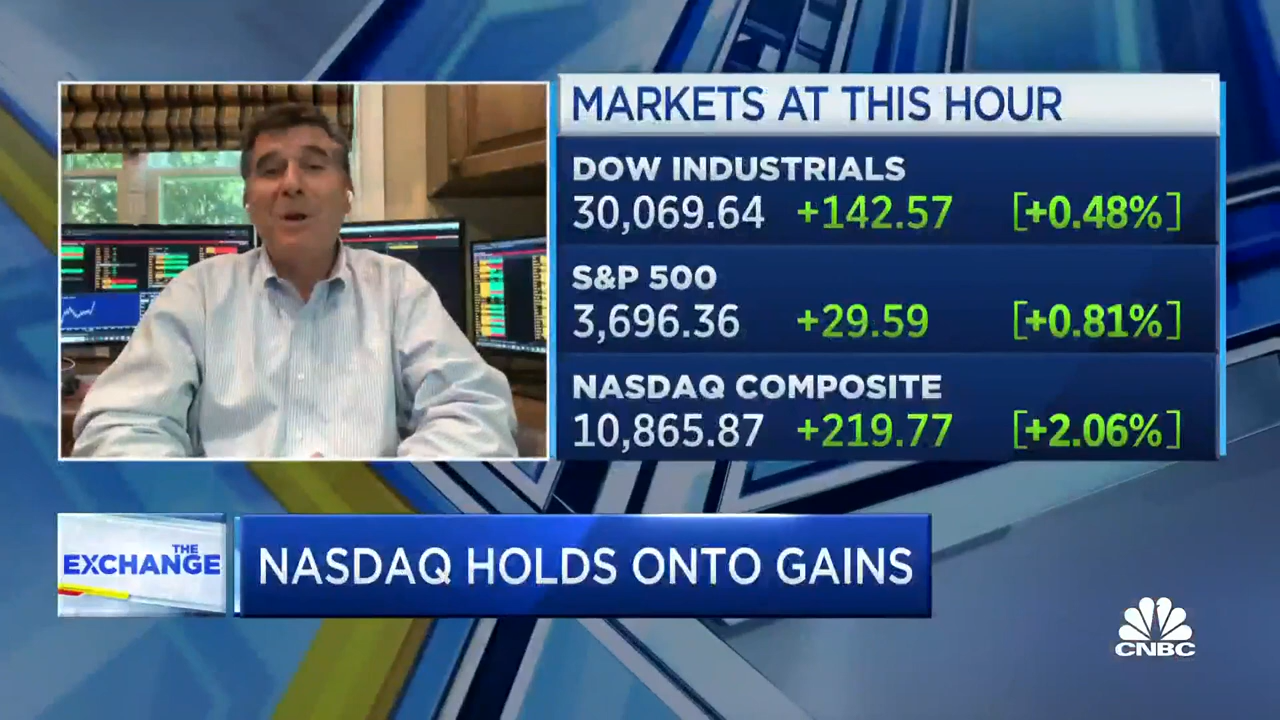 MARKETS AT THIS HOUR
DOW INDUSTRIALS
30,069.64 +142.57 [+0.48%]
S&P 500
3,696.36 +29.59 [+0.81%]
NASDAQ COMPOSITE
10,865.87 +219.77 [+2.06%]
THE
EXCHANGE
NASDAQ HOLDS ONTO GAINS
CNBC